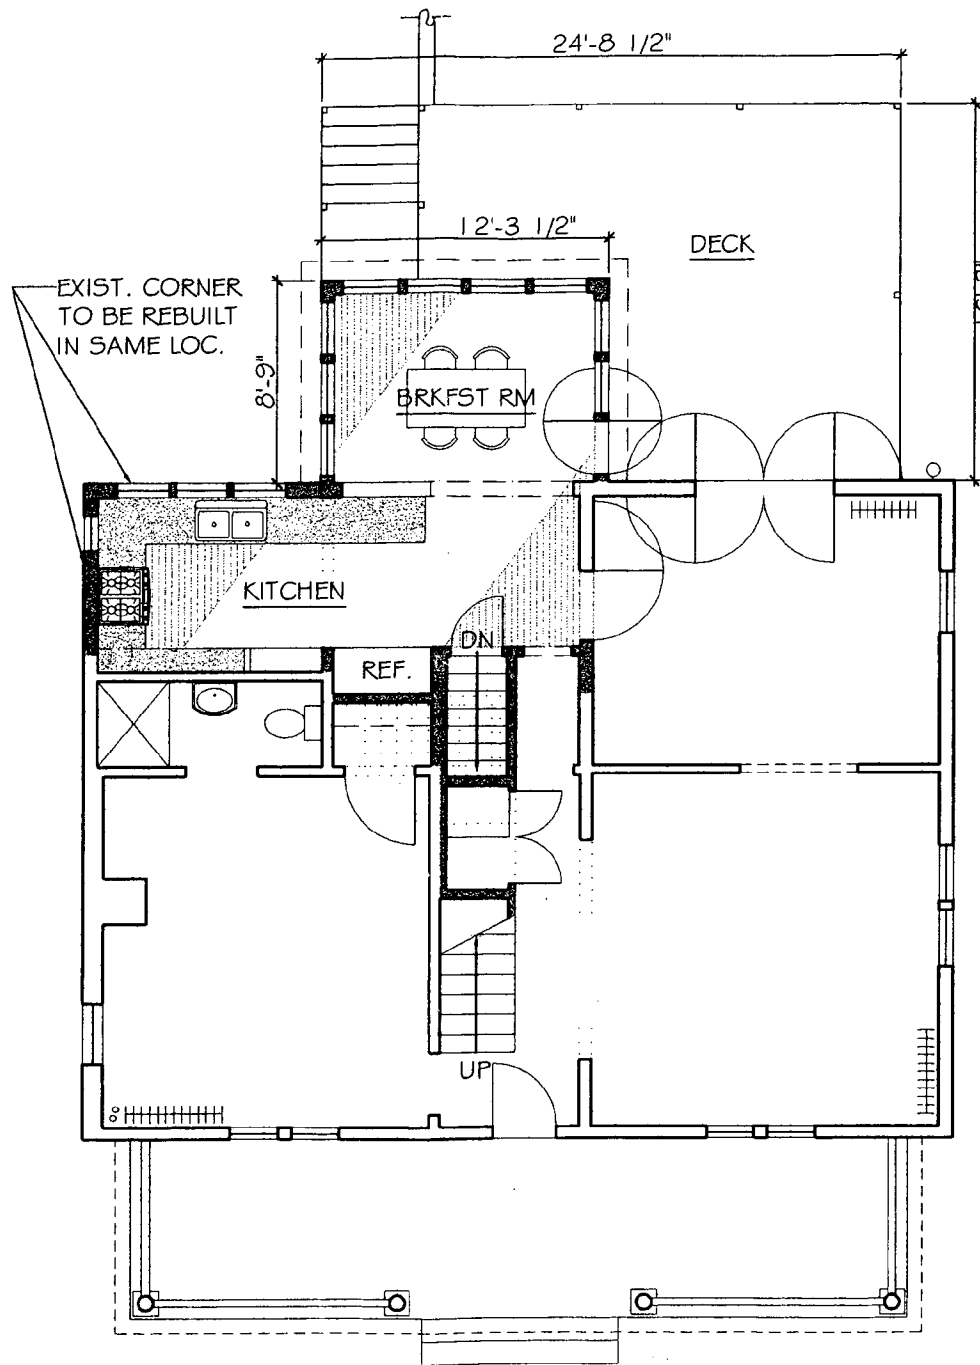 24'-8 1/2"
12'-3 1/2"
DECK
EXIST. CORNER
TO BE REBUILT
IN SAME LOC.
8'-9"
BRKFST RM
KITCHEN
DN
REF.
UP